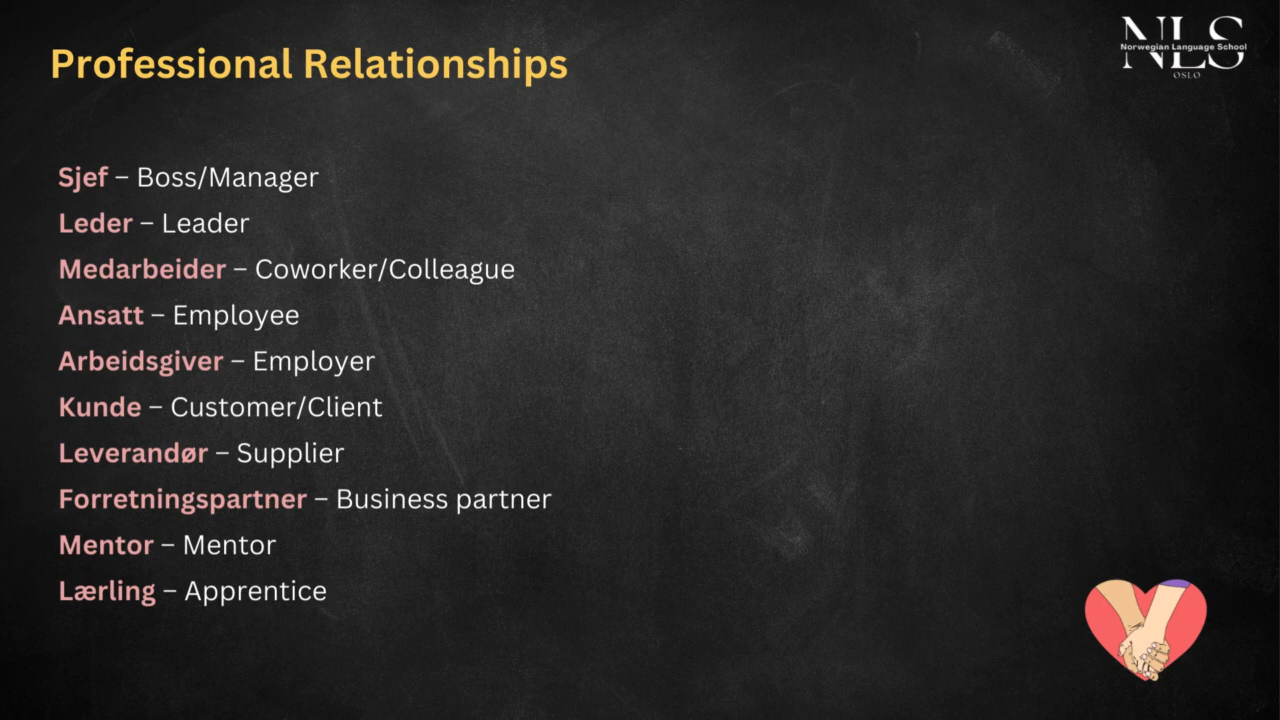 NLS
Norwegian Language School
OSLO
Professional Relationships
Sjef – Boss/Manager
Leder – Leader
Medarbeider – Coworker/Colleague
Ansatt – Employee
Arbeidsgiver – Employer
Kunde – Customer/Client
Leverandør – Supplier
Forretningspartner – Business partner
Mentor – Mentor
Lærling – Apprentice